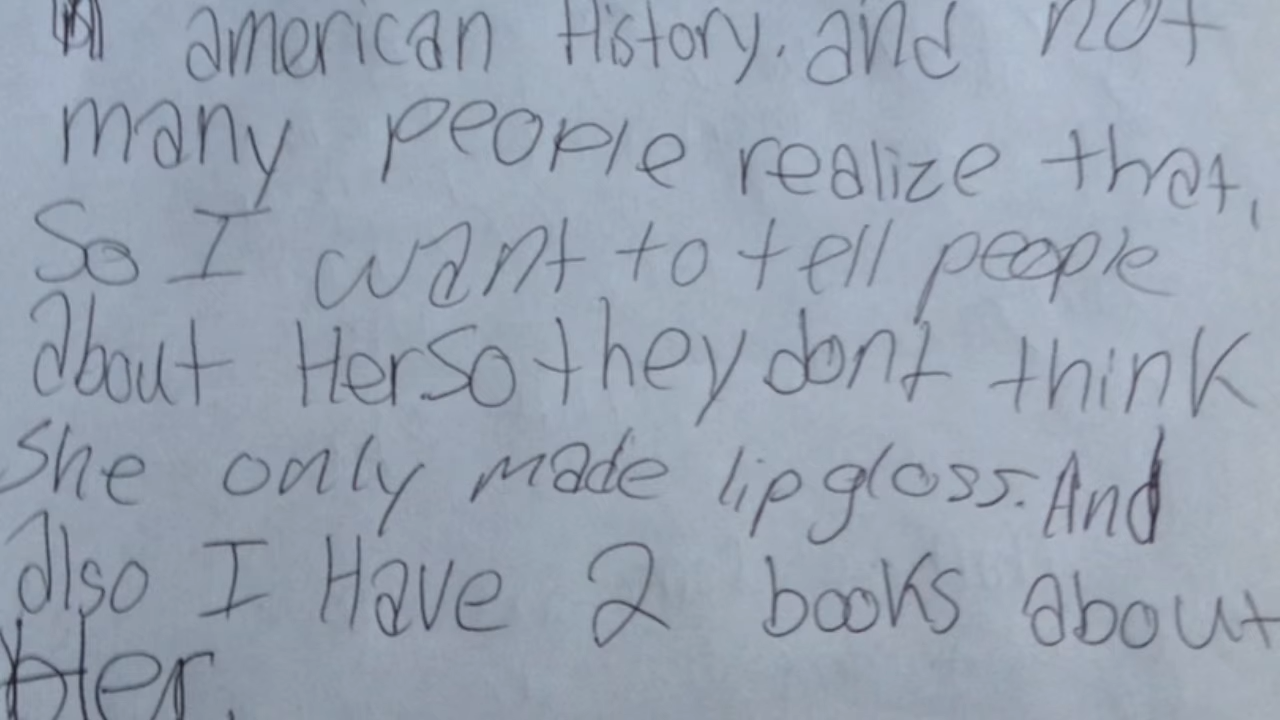 american History. and not
many people realize that,
So I want to tell people
about Her So they dont think
She only made lipgloss. And
also I Have 2 books about
Her.